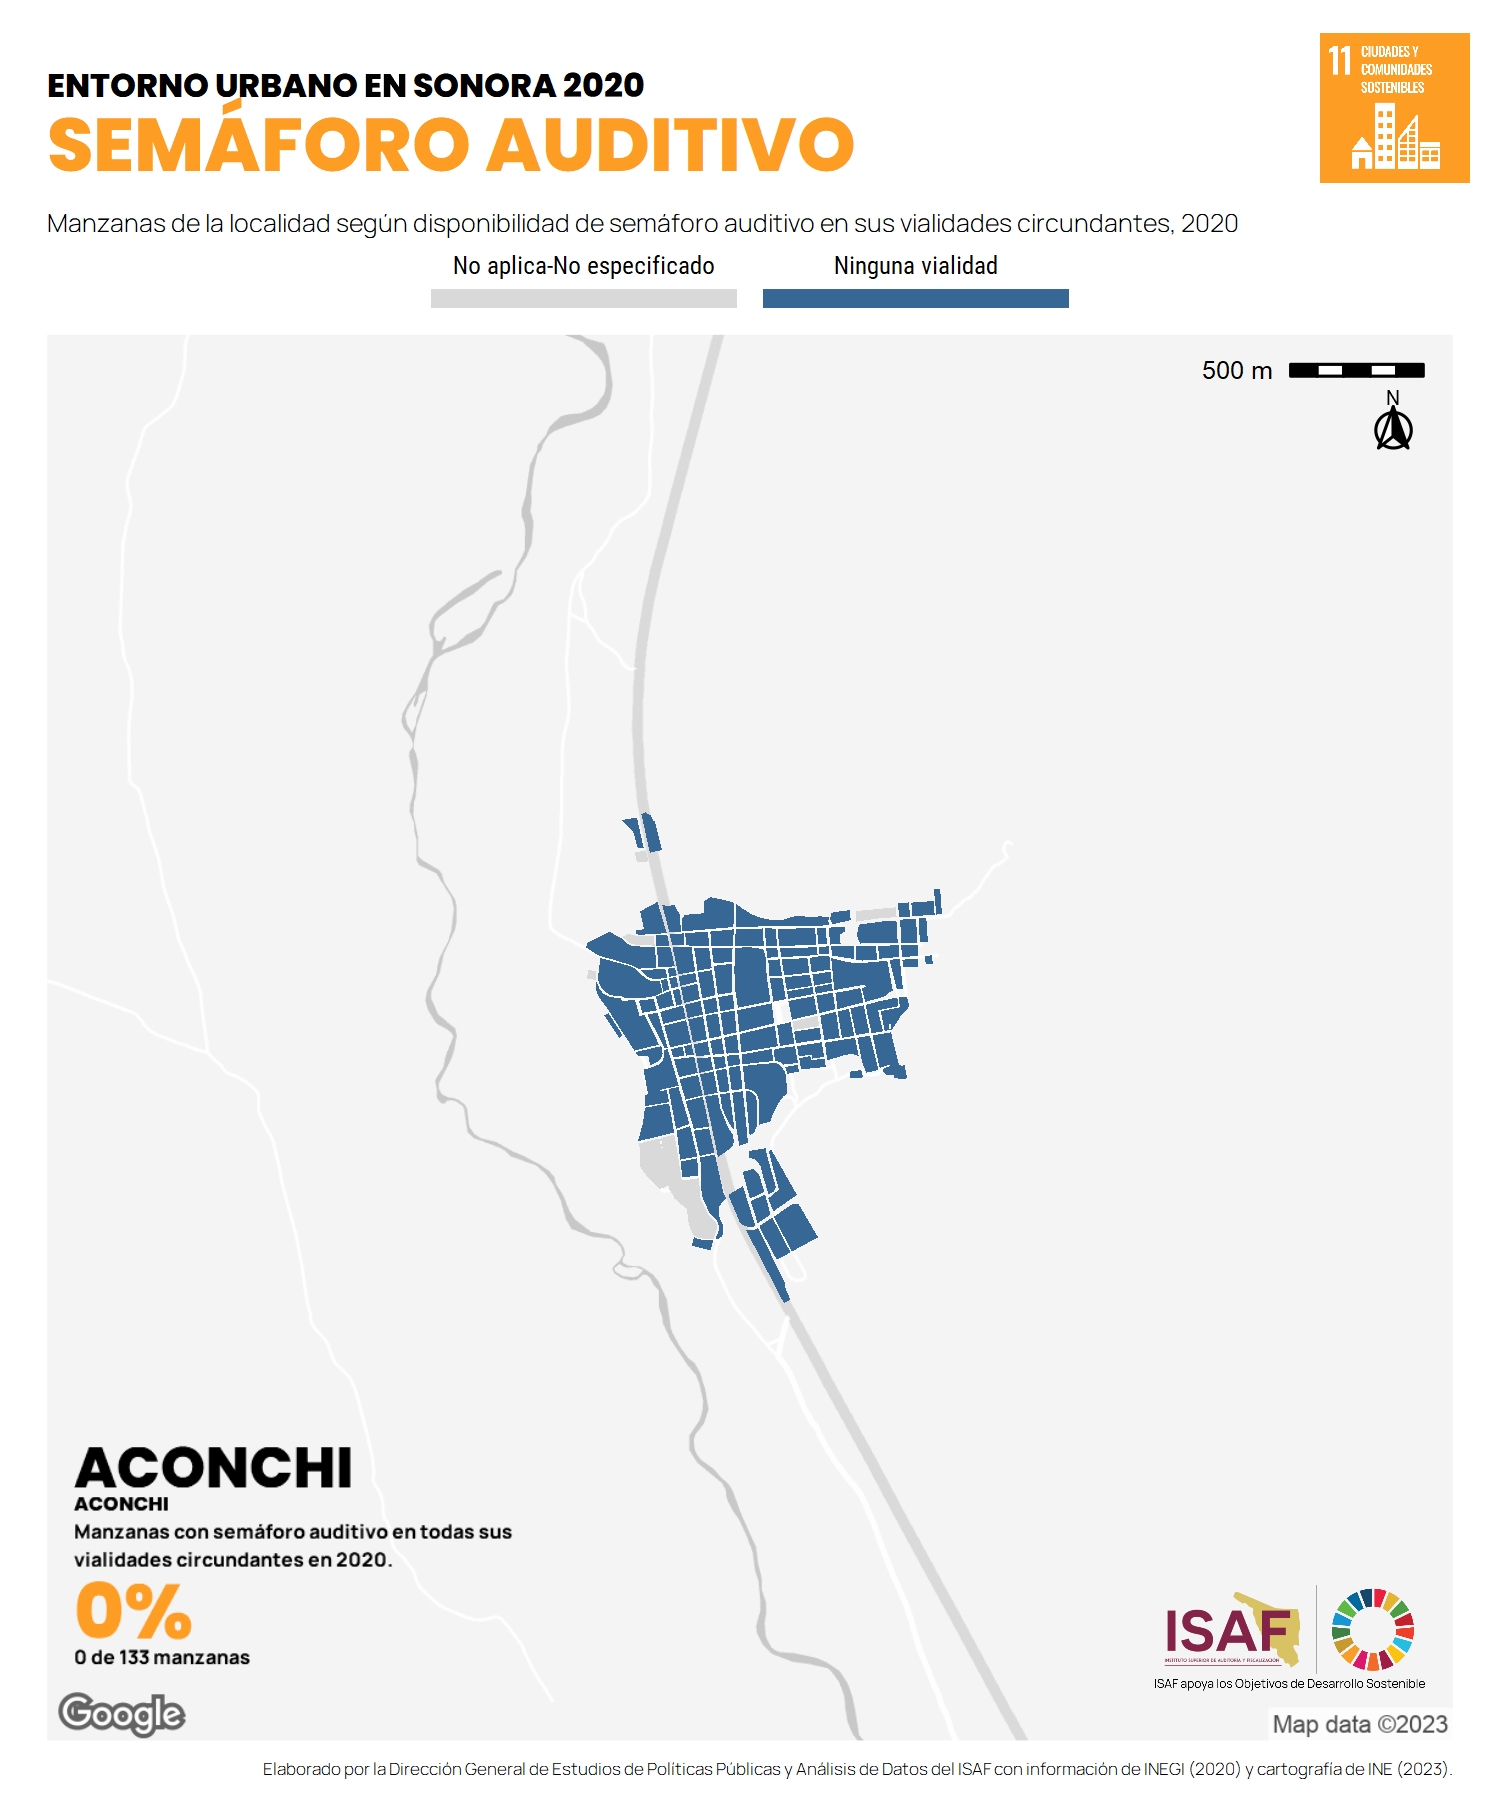 11 CIUDADES Y
COMUNIDADES
SOSTENIBLES
ENTORNO URBANO EN SONORA 2020
SEMÁFORO AUDITIVO
Manzanas de la localidad según disponibilidad de semáforo auditivo en sus vialidades circundantes, 2020
No aplica-No especificado
Ninguna vialidad
500 m
N
ACONCHI
ACONCHI
Manzanas con semáforo auditivo en todas sus
vialidades circundantes en 2020.
0%
0 de 133 manzanas
ISAF
INSTITUTO SUPERIOR DE AUDITORÍA Y FISCALIZACIÓN
ISAF apoya los Objetivos de Desarrollo Sostenible
Google
Map data ©2023
Elaborado por la Dirección General de Estudios de Políticas Públicas y Análisis de Datos del ISAF con información de INEGI (2020) y cartografía de INE (2023).